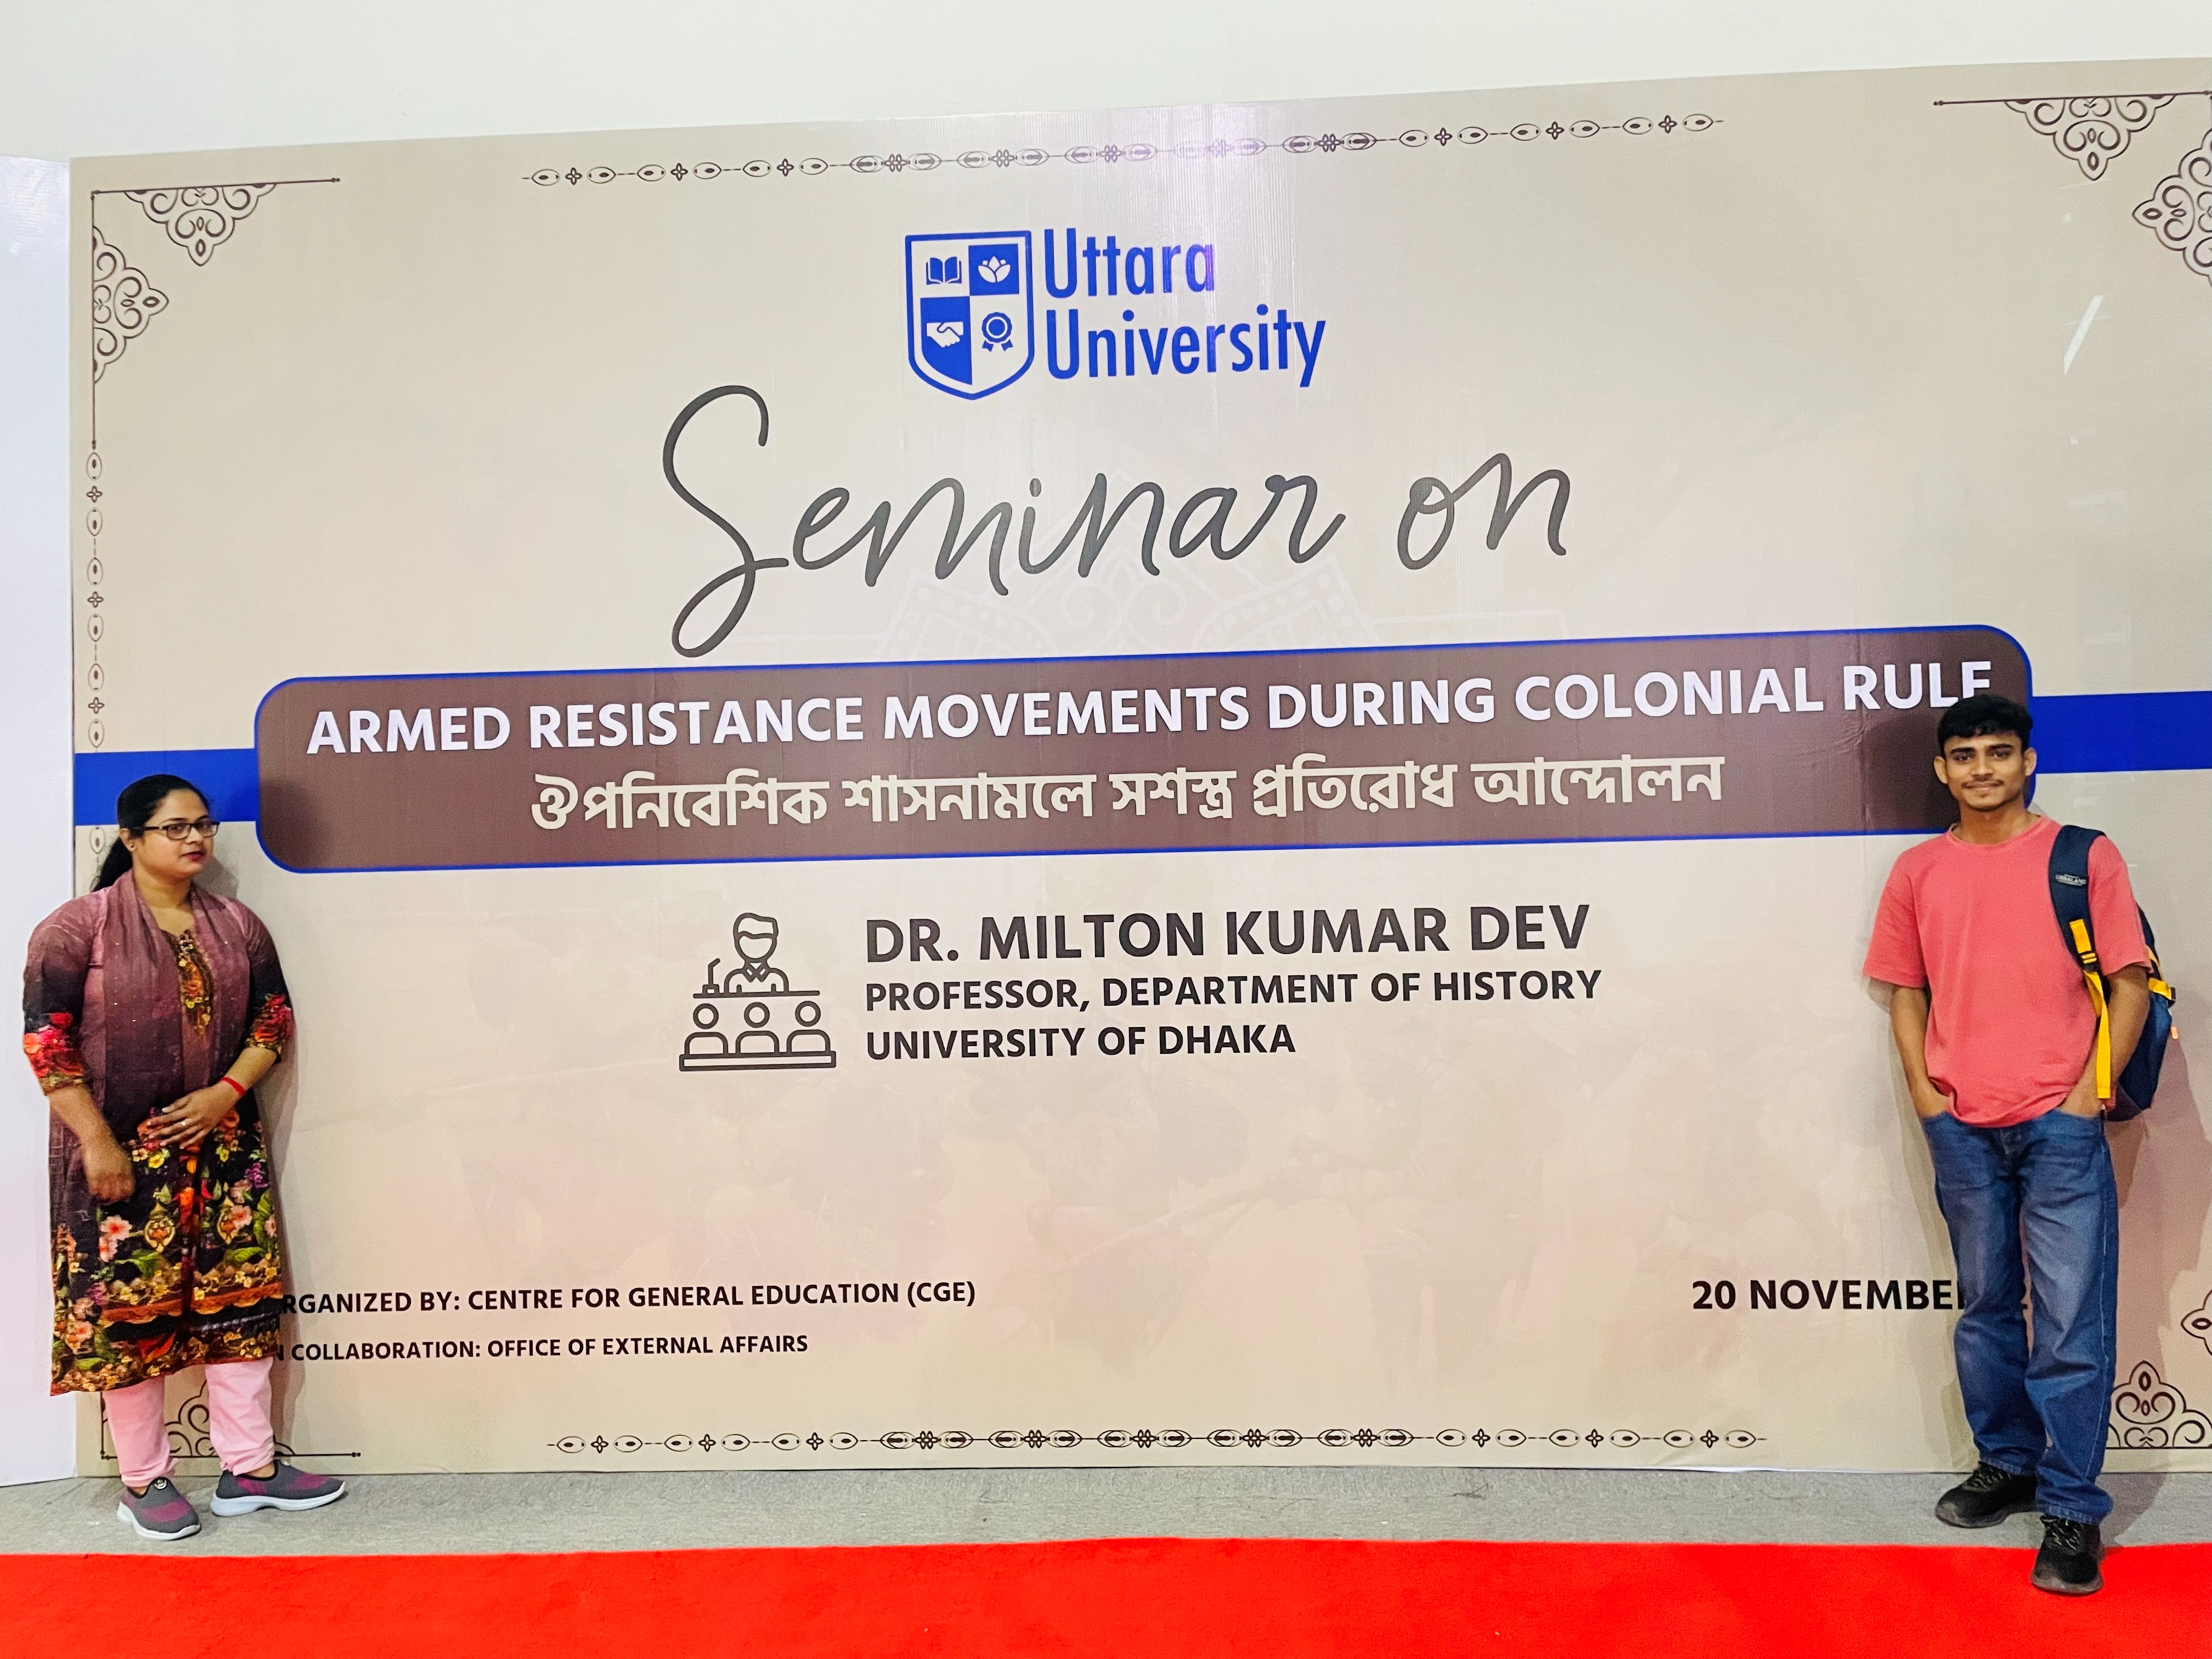 Uttara
University
Seminar on
ARMED RESISTANCE MOVEMENTS DURING COLONIAL RULE
ঔপনিবেশিক শাসনামলে সশস্ত্র প্রতিরোধ আন্দোলন
DR. MILTON KUMAR DEV
PROFESSOR, DEPARTMENT OF HISTORY
UNIVERSITY OF DHAKA
RGANIZED BY: CENTRE FOR GENERAL EDUCATION (CGE)
20 NOVEMBER
N COLLABORATION: OFFICE OF EXTERNAL AFFAIRS